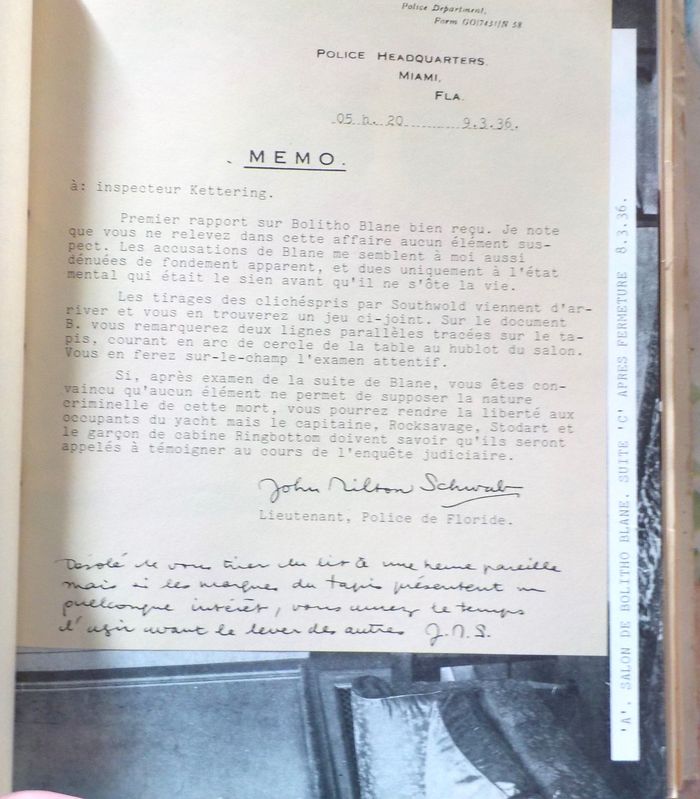 Police Department.
Form GO(7431)N 58
POLICE HEADQUARTERS.
MIAMI,
FLA.
05 h. 20 9.3.36.
MEMO.
à: inspecteur Kettering.
Premier rapport sur Bolitho Blane bien reçu. Je note
que vous ne relevez dans cette affaire aucun élément sus-
pect. Les accusations de Blane me semblent à moi aussi
dénuées de fondement apparent, et dues uniquement à l'état
mental qui était le sien avant qu'il ne s'ôte la vie.
Les tirages des clichéspris par Southwold viennent d'ar-
river et vous en trouverez un jeu ci-joint. Sur le document
B. vous remarquerez deux lignes parallèles tracées sur le ta-
pis, courant en arc de cercle de la table au hublot du salon.
Vous en ferez sur-le-champ l'examen attentif.
Si, après examen de la suite de Blane, vous êtes con-
vaincu qu'aucun élément ne permet de supposer la nature
criminelle de cette mort, vous pourrez rendre la liberté aux
occupants du yacht mais le capitaine, Rocksavage, Stodart et
le garçon de cabine Ringbottom doivent savoir qu'ils seront
appelés à témoigner au cours de l'enquête judiciaire.
John Milton Schwab
Lieutenant, Police de Floride.
Désolé de vous tirer du lit à une heure pareille
mais si les marques du tapis présentent un
quelconque intérêt, vous aurez le temps
d'agir avant le lever des autres J.M.S.
'A'. SALON DE BOLITHO BLANE. SUITE 'C' APRES FERMETURE 8.3.36.